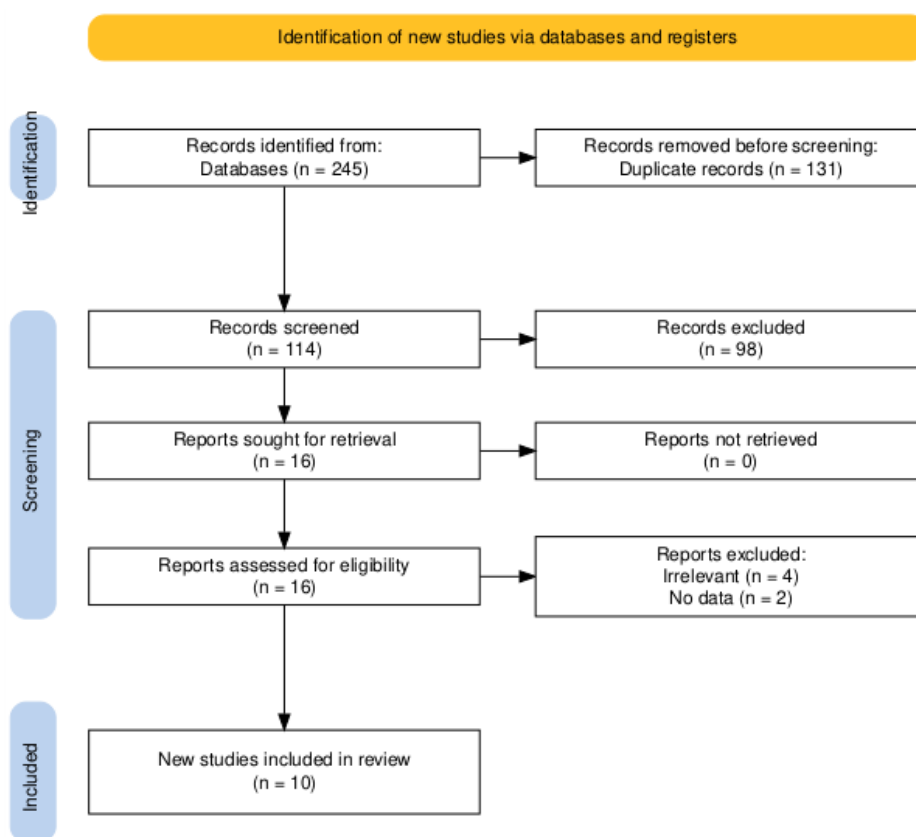 Identification of new studies via databases and registers
Identification
Records identified from:
Databases (n = 245)
Records removed before screening:
Duplicate records (n = 131)
Screening
Records screened
(n = 114)
Records excluded
(n = 98)
Reports sought for retrieval
(n = 16)
Reports not retrieved
(n = 0)
Reports assessed for eligibility
(n = 16)
Reports excluded:
Irrelevant (n = 4)
No data (n = 2)
Included
New studies included in review
(n = 10)